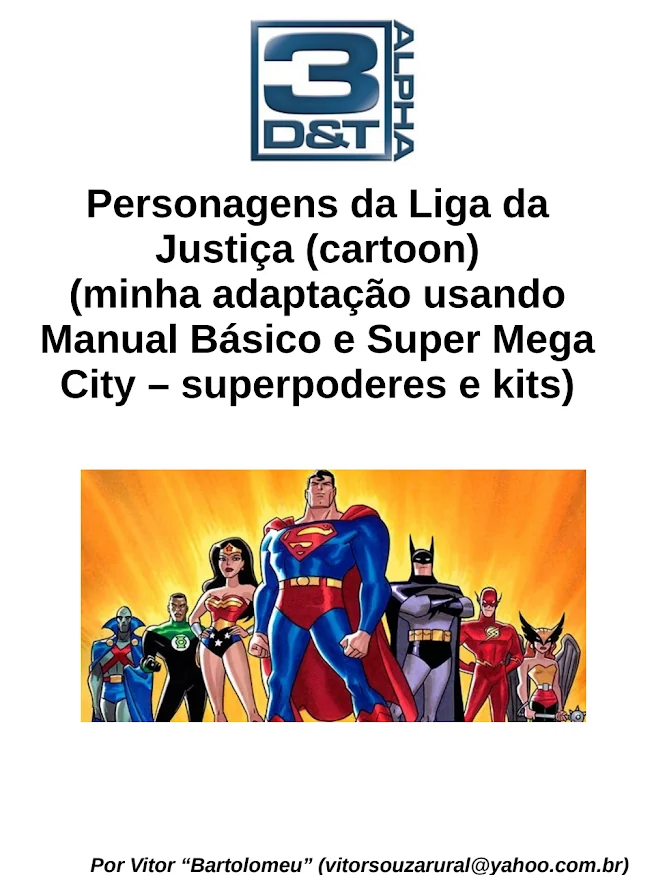 3
D&T
ALPHA
Personagens da Liga da
Justiça (cartoon)
(minha adaptação usando
Manual Básico e Super Mega
City – superpoderes e kits)
Por Vitor “Bartolomeu” (vitorsouzarural@yahoo.com.br)